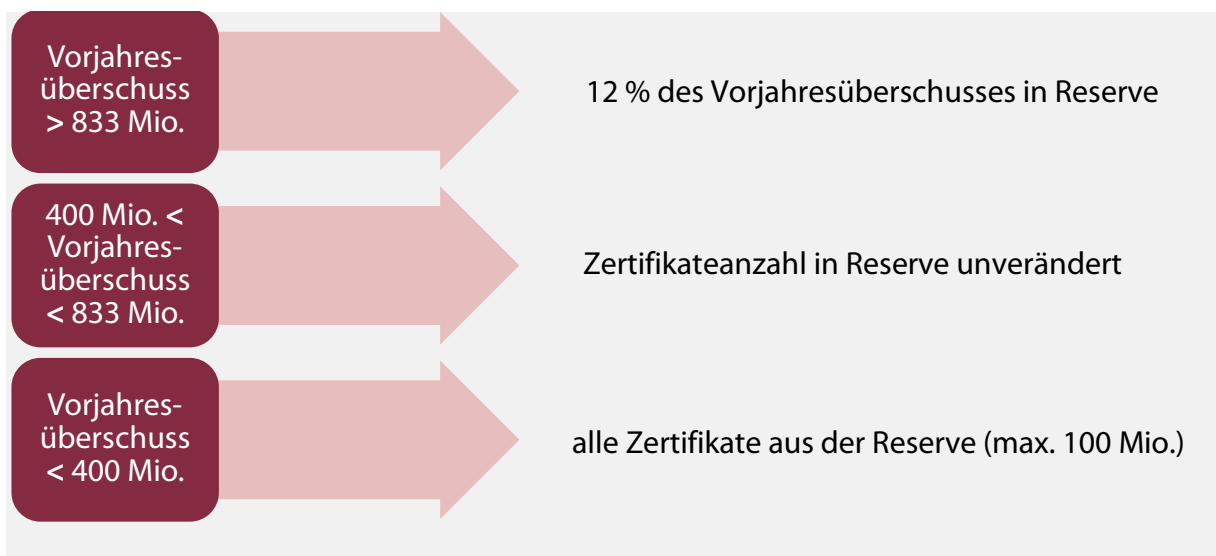 Vorjahres-
überschuss
> 833 Mio.
12 % des Vorjahresüberschusses in Reserve
400 Mio. <
Vorjahres-
überschuss
< 833 Mio.
Zertifikateanzahl in Reserve unverändert
Vorjahres-
überschuss
< 400 Mio.
alle Zertifikate aus der Reserve (max. 100 Mio.)